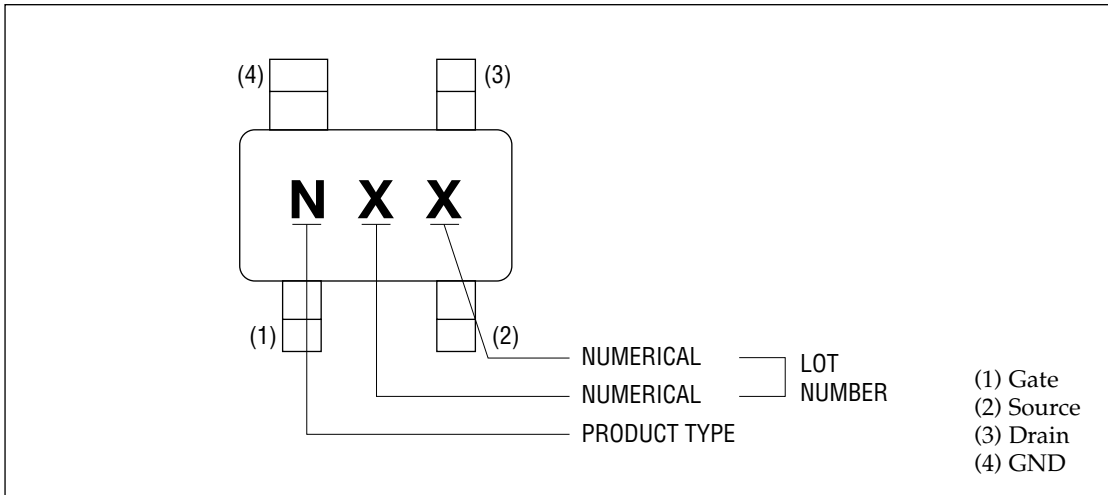 (4)
(3)
N X X
(1)
(2)
NUMERICAL
NUMERICAL
LOT
NUMBER
PRODUCT TYPE
(1) Gate
(2) Source
(3) Drain
(4) GND